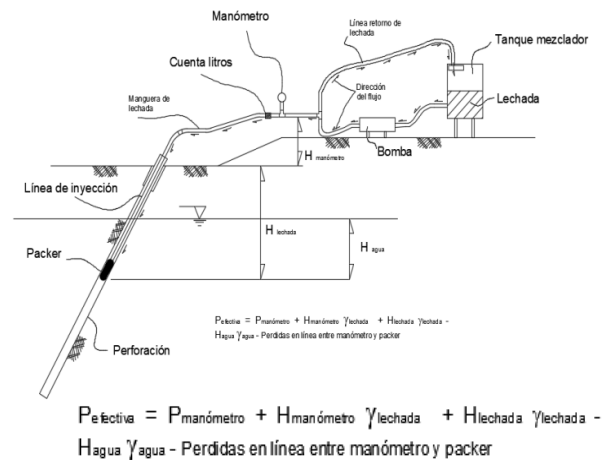 Manómetro
Línea retorno de
lechada
Tanque mezclador
Cuenta litros
Manguera de
lechada
Dirección
del flujo
Lechada
Bomba
H manómetro
Línea de inyección
H lechada
H agua
Packer
Perforación
Pefectiva = Pmanómetro + Hmanómetro γlechada + Hlechada γlechada -
Hagua γagua - Perdidas en línea entre manómetro y packer
Pefectiva = Pmanómetro + Hmanómetro γlechada + Hlechada γlechada -
Hagua γagua - Perdidas en línea entre manómetro y packer